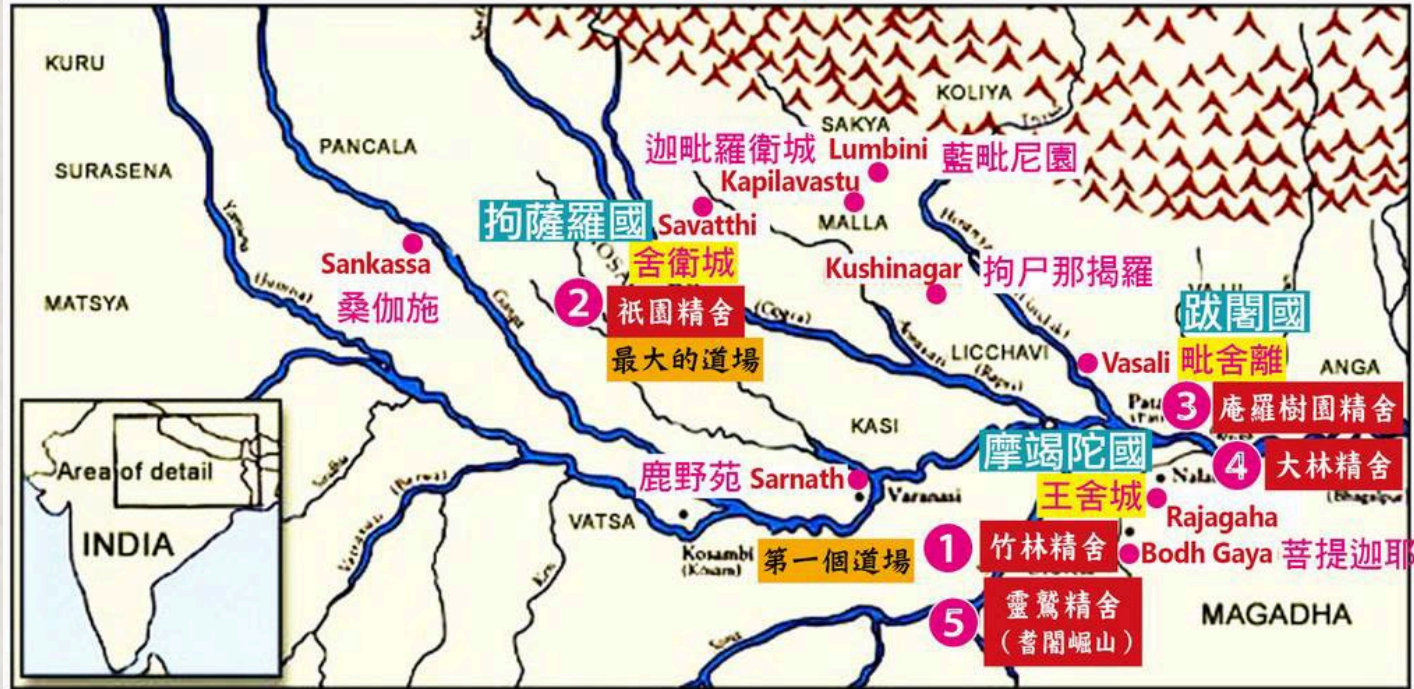 KURU
KOLIYA
SAKYA
PANCALA
迦毗羅衛城 Lumbini 藍毗尼園
SURASENA
Kapilavastu
拘薩羅國 Savatthi
MALLA
舍衛城
Sankassa
Kushinagar 拘尸那揭羅
桑伽施
MATSYA
(Jumna)
Yamuna
Ganga
2 祇園精舍
最大的道場
跋闍國
LICCHAVI
Vasali 毗舍離
ANGA
3 庵羅樹園精舍
KASI
摩竭陀國
4 大林精舍
Area of detail
INDIA
鹿野苑 Sarnath
Varanasi
王舍城
(Bhagalpur)
Rajagaha
VATSA
Kosambi
(Kosam)
第一個道場
1 竹林精舍
Bodh Gaya 菩提迦耶
5 靈鷲精舍
(耆闍崛山)
MAGADHA